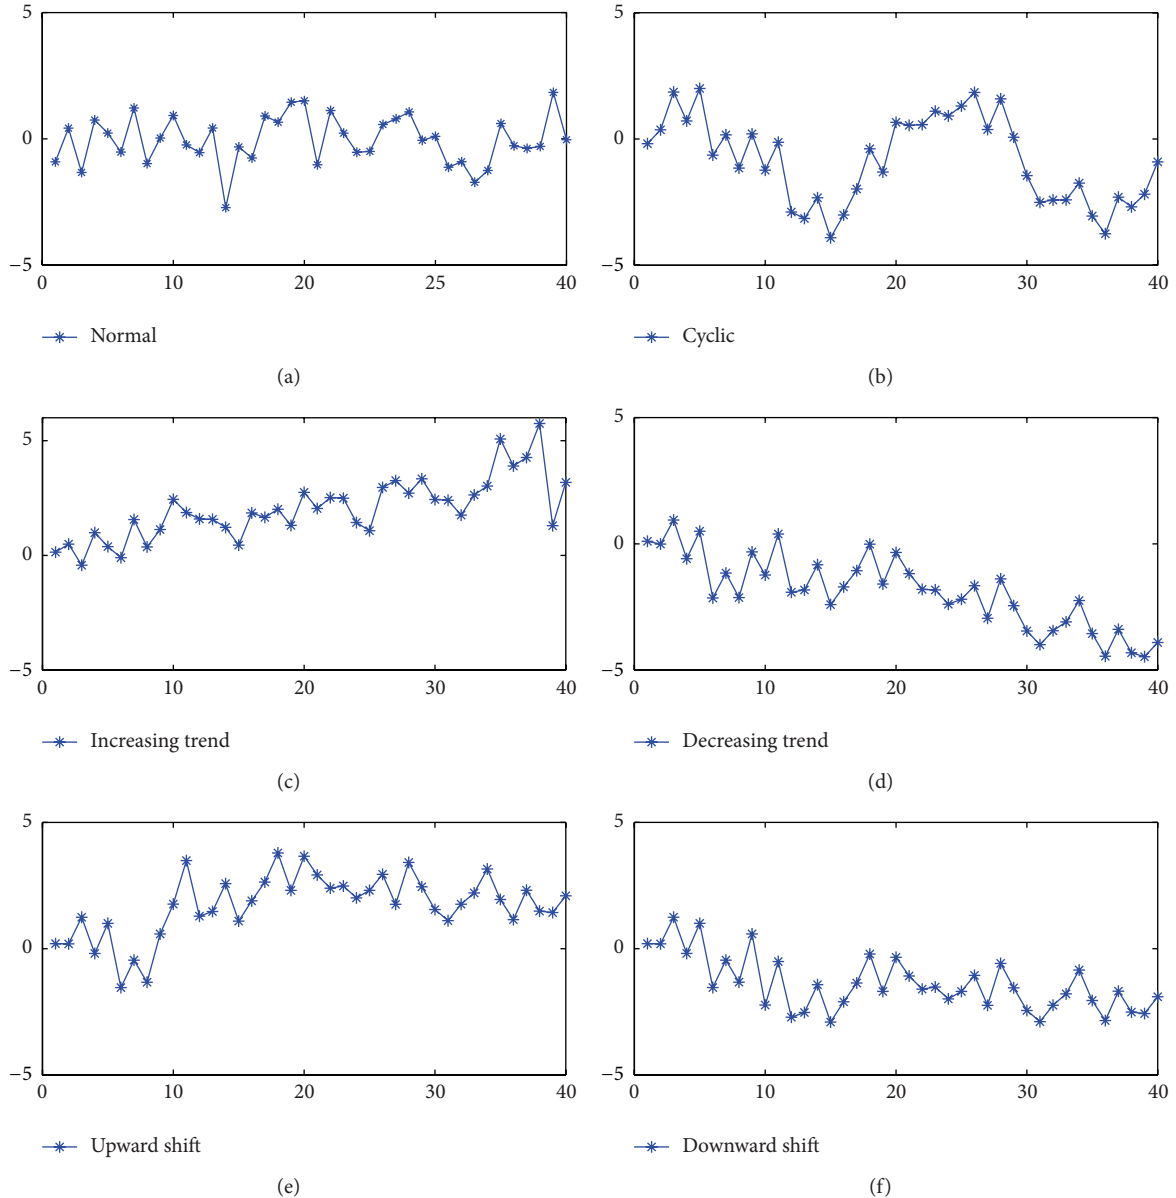 5
0
−5
0 10 20 25 40
Normal
(a)
5
0
−5
0 10 20 30 40
Cyclic
(b)
5
0
−5
0 10 20 30 40
Increasing trend
(c)
5
0
−5
0 10 20 30 40
Decreasing trend
(d)
5
0
−5
0 10 20 30 40
Upward shift
(e)
5
0
−5
0 10 20 30 40
Downward shift
(f)